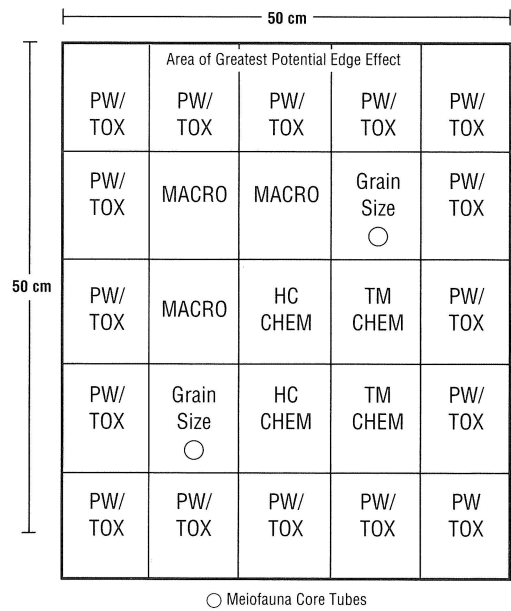 50 cm
Area of Greatest Potential Edge Effect
PW/ PW/ PW/ PW/ PW/
TOX TOX TOX TOX TOX
PW/ MACRO MACRO Grain PW/
TOX Size TOX
50 cm
PW/ MACRO HC TM PW/
TOX CHEM CHEM TOX
PW/ Grain HC TM PW/
TOX Size CHEM CHEM TOX
PW/ PW/ PW/ PW/ PW
TOX TOX TOX TOX TOX
Meiofauna Core Tubes